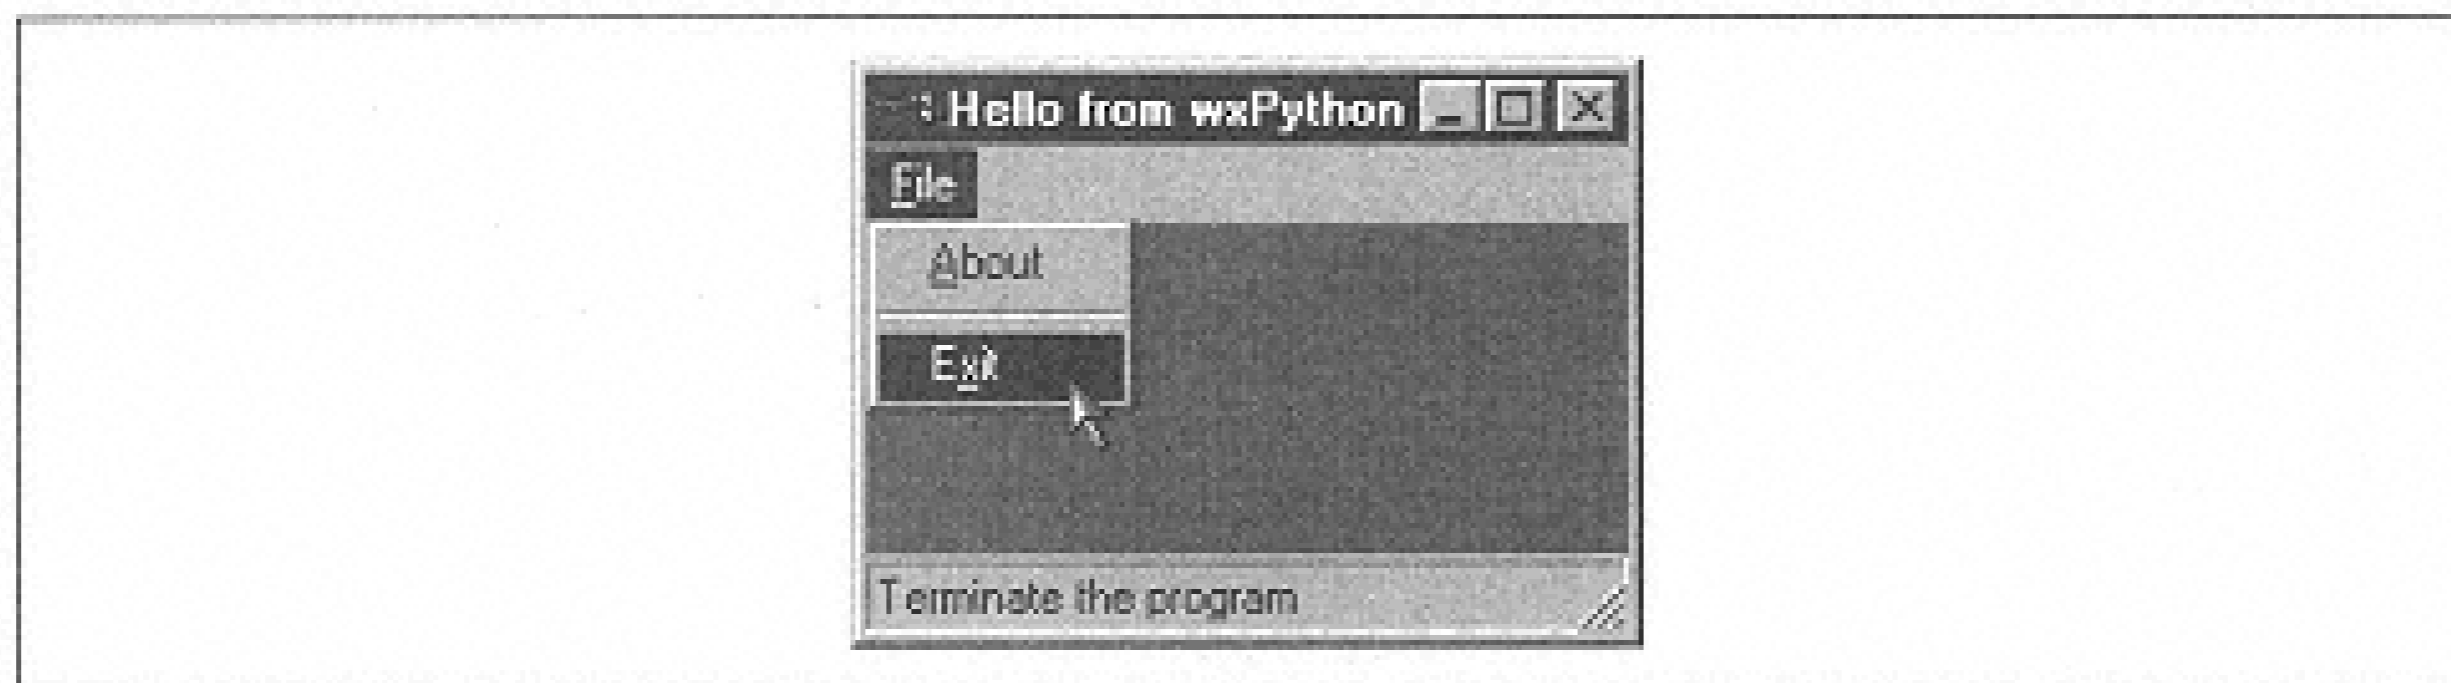 Hello from wxPython
File
About
Exit
Terminate the program